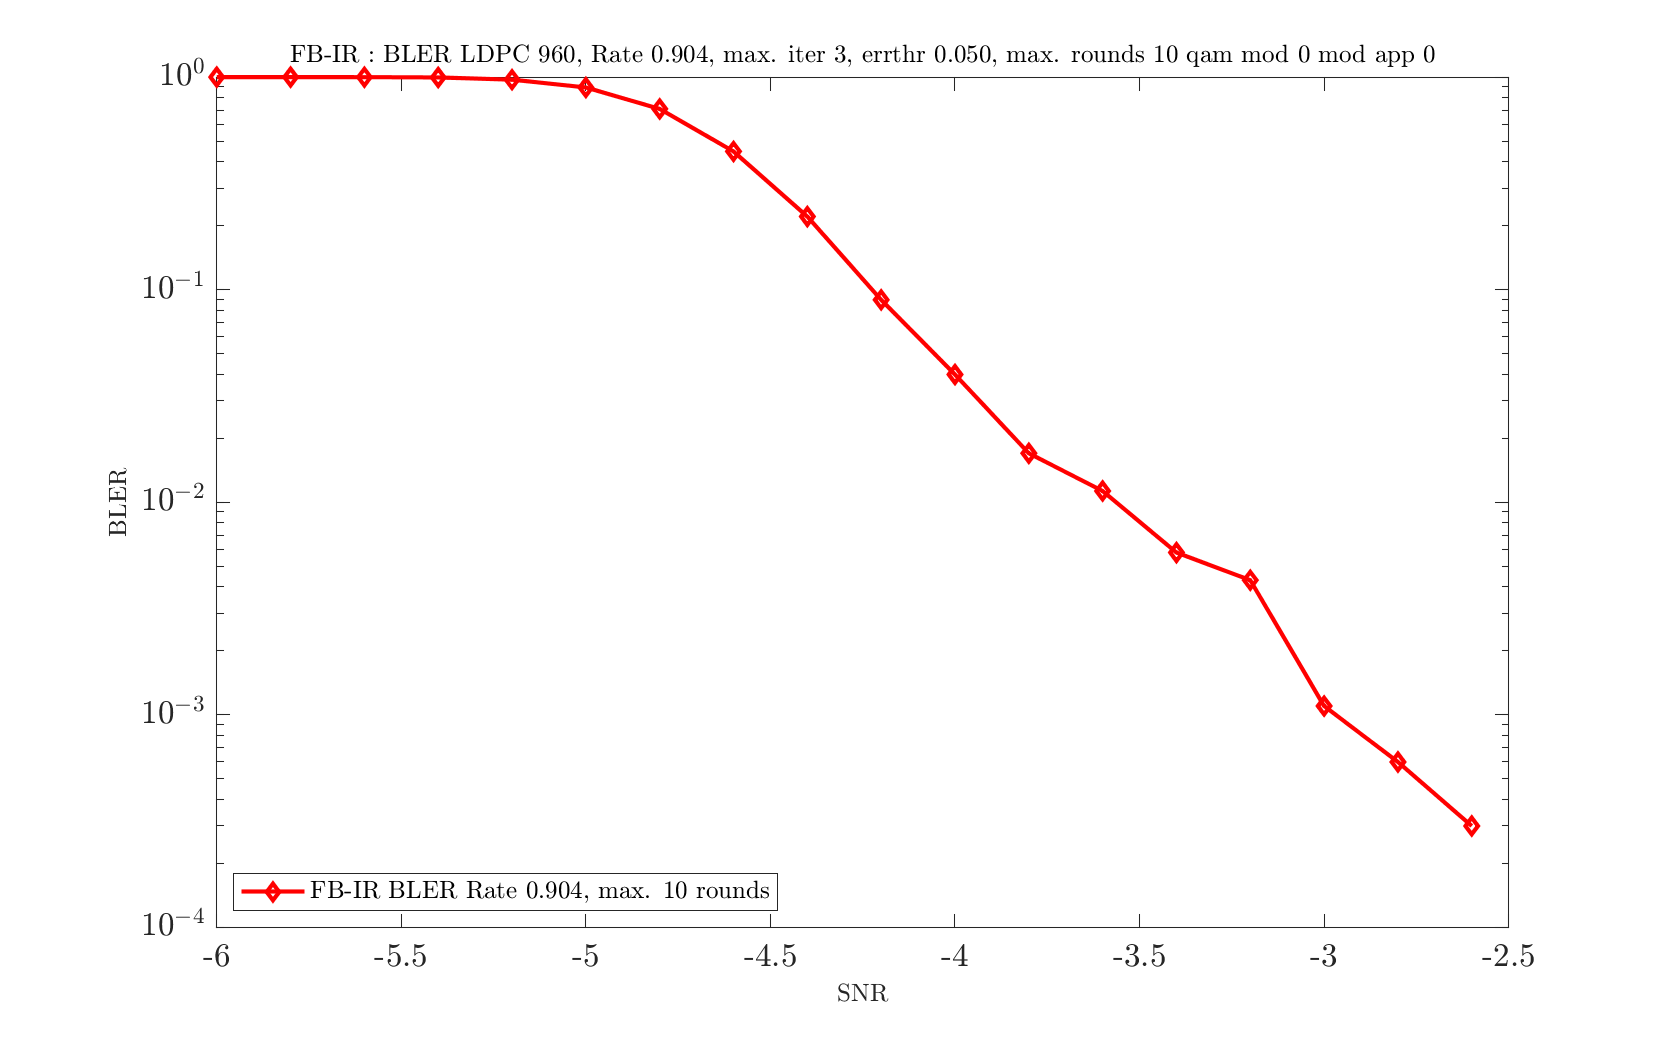 FB-IR : BLER LDPC 960, Rate 0.904, max. iter 3, errthr 0.050, max. rounds 10 qam mod 0 mod app 0
10^0
10^{-1}
10^{-2}
10^{-3}
10^{-4}
BLER
FB-IR BLER Rate 0.904, max. 10 rounds
-6 -5.5 -5 -4.5 -4 -3.5 -3 -2.5
SNR